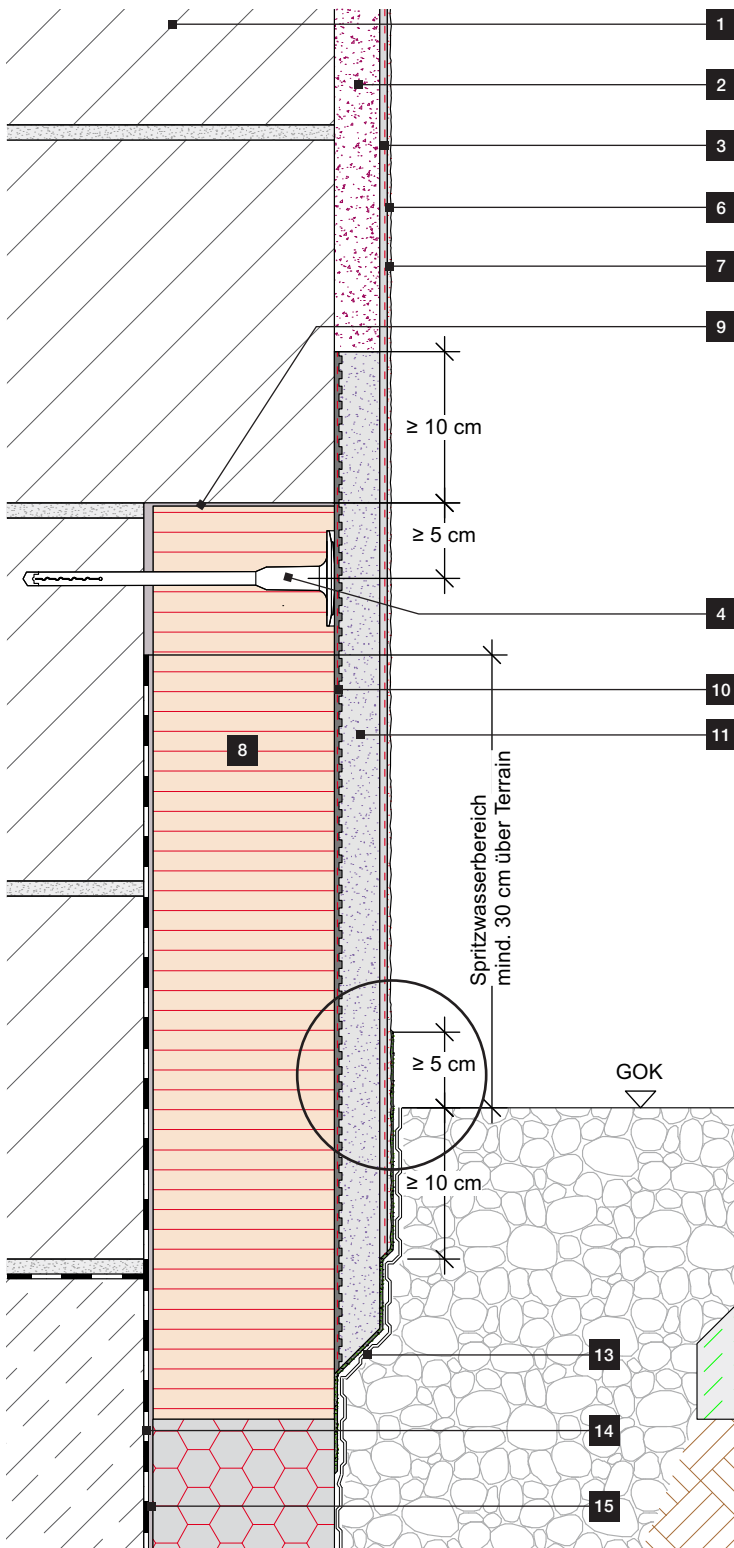 1
2
3
6
7
9
≥ 10 cm
≥ 5 cm
4
10
11
8
Spritzwasserbereich
mind. 30 cm über Terrain
≥ 5 cm
GOK
≥ 10 cm
13
14
15